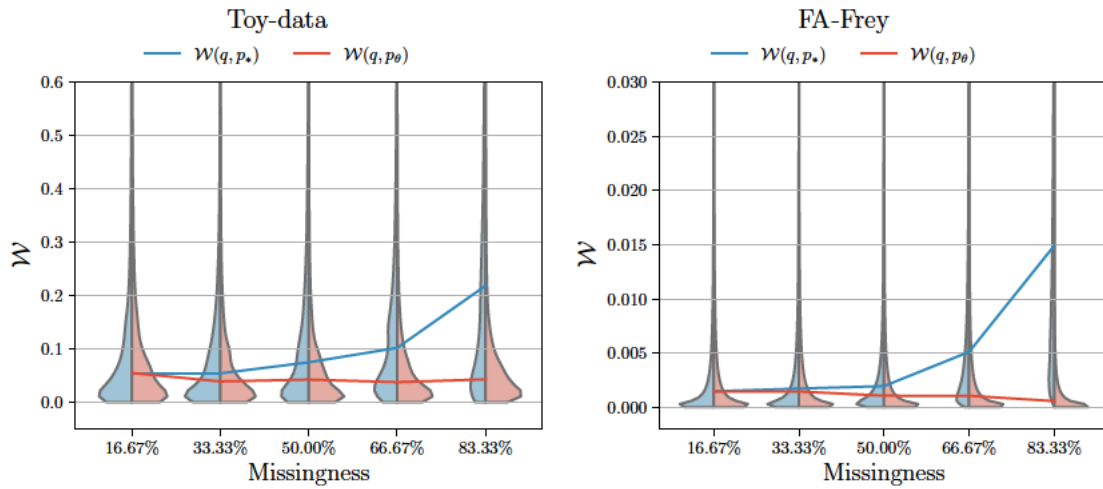 Toy-data
𝒲(q, p∗) 𝒲(q, pθ)
0.6
0.5
0.4
0.3
0.2
0.1
0.0
𝒲
16.67% 33.33% 50.00% 66.67% 83.33%
Missingness
FA-Frey
𝒲(q, p∗) 𝒲(q, pθ)
0.030
0.025
0.020
0.015
0.010
0.005
0.000
𝒲
16.67% 33.33% 50.00% 66.67% 83.33%
Missingness